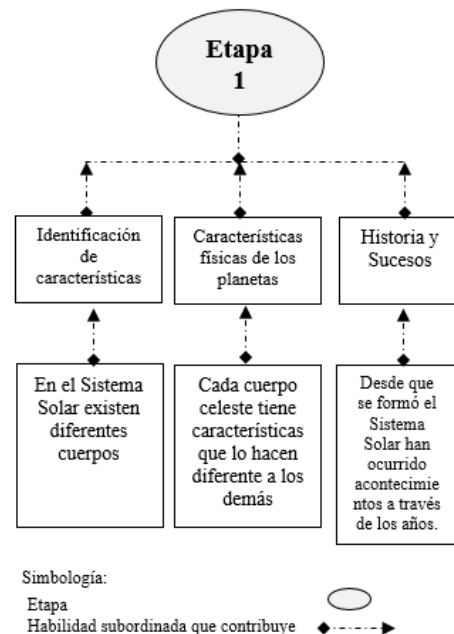 Etapa
1
Identificación
de
características
Características
físicas de los
planetas
Historia y
Sucesos
En el Sistema
Solar existen
diferentes
cuerpos
Cada cuerpo
celeste tiene
características
que lo hacen
diferente a los
demás
Desde que
se formó el
Sistema
Solar han
ocurrido
acontecimie
ntos a través
de los años.
Simbología:
Etapa
Habilidad subordinada que contribuye